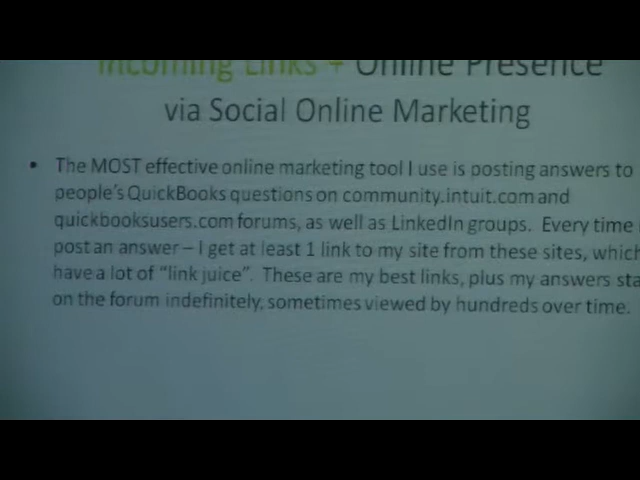 Incoming Links + Online Presence
via Social Online Marketing
• The MOST effective online marketing tool I use is posting answers to
people's QuickBooks questions on community.intuit.com and
quickbooksusers.com forums, as well as LinkedIn groups. Every time
post an answer – I get at least 1 link to my site from these sites, which
have a lot of "link juice". These are my best links, plus my answers sta
on the forum indefinitely, sometimes viewed by hundreds over time.